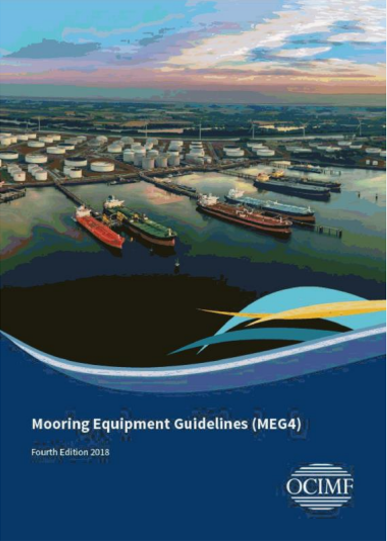 Mooring Equipment Guidelines (MEG4)
Fourth Edition 2018
OCIMF